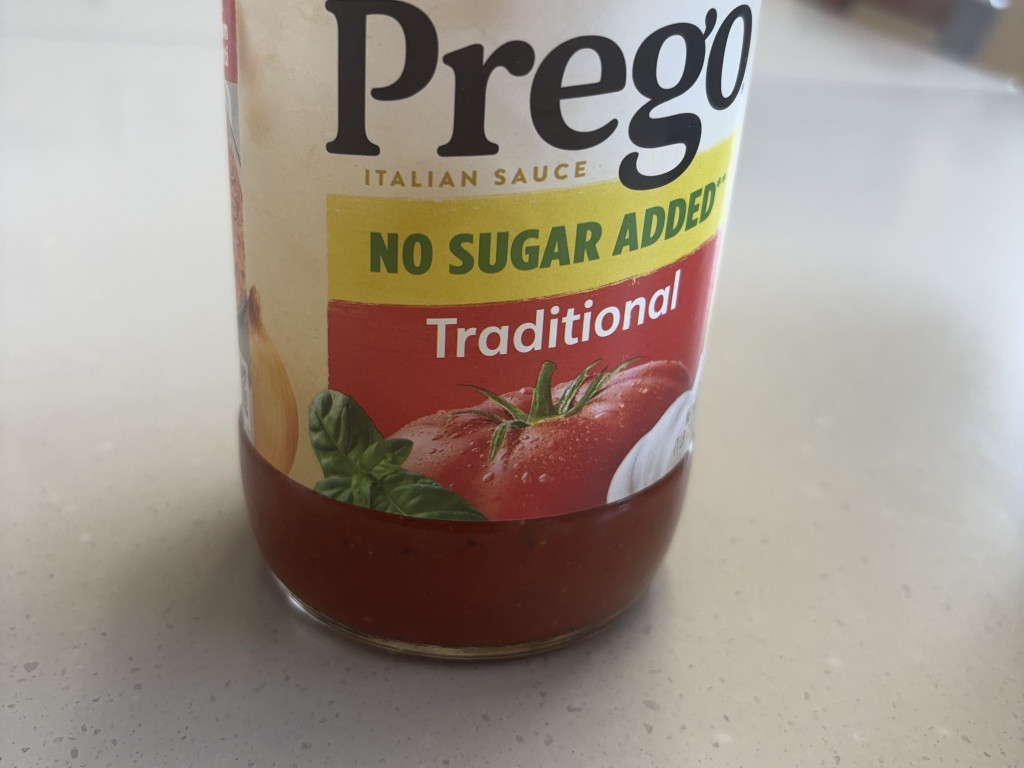 Prego
ITALIAN SAUCE
NO SUGAR ADDED**
Traditional